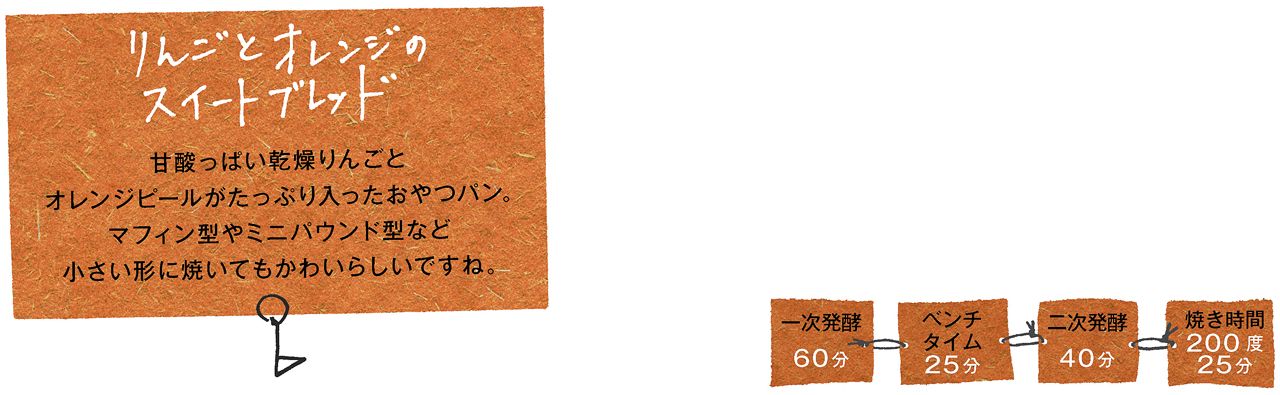 りんごとオレンジの
スイートブレッド
甘酸っぱい乾燥りんごと
オレンジピールがたっぷり入ったおやつパン。
マフィン型やミニパウンド型など
小さい形に焼いてもかわいらしいですね。
一次発酵
60分
ベンチ
タイム
25分
二次発酵
40分
焼き時間
200度
25分